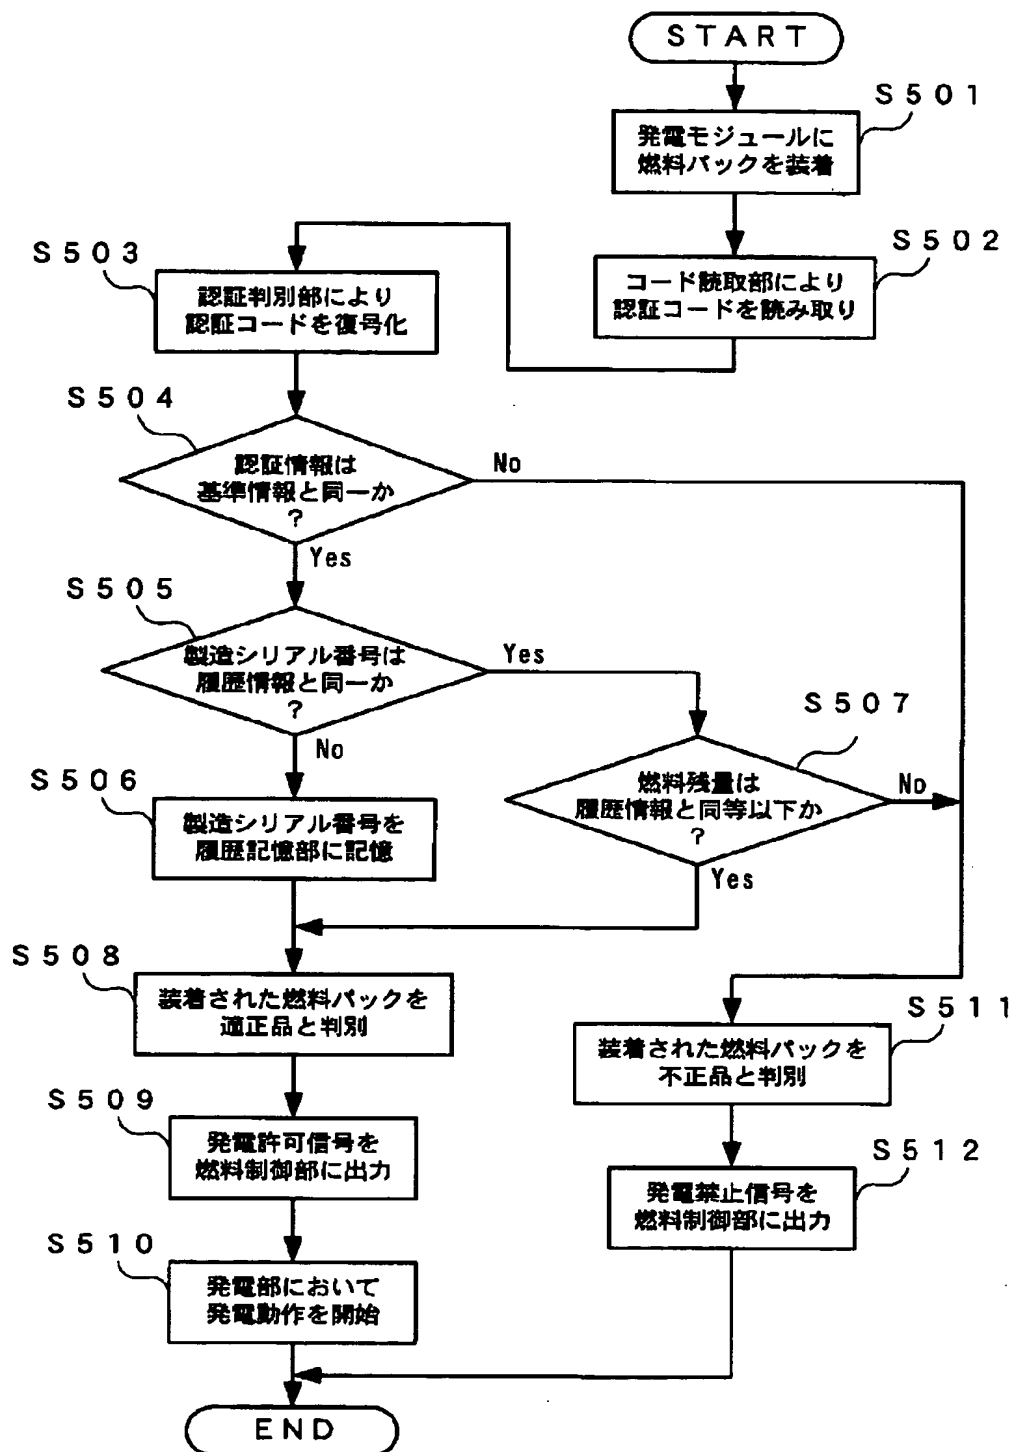 START
S501
発電モジュールに
燃料パックを装着
S502
コード読取部により
認証コードを読み取り
S503
認証判別部により
認証コードを復号化
S504
認証情報は
基準情報と同一か
?
No
Yes
S505
製造シリアル番号は
履歴情報と同一か
?
Yes
No
S507
燃料残量は
履歴情報と同等以下か
?
No
Yes
S506
製造シリアル番号を
履歴記憶部に記憶
S508
装着された燃料パックを
適正品と判別
S511
装着された燃料パックを
不正品と判別
S509
発電許可信号を
燃料制御部に出力
S512
発電禁止信号を
燃料制御部に出力
S510
発電部において
発電動作を開始
END